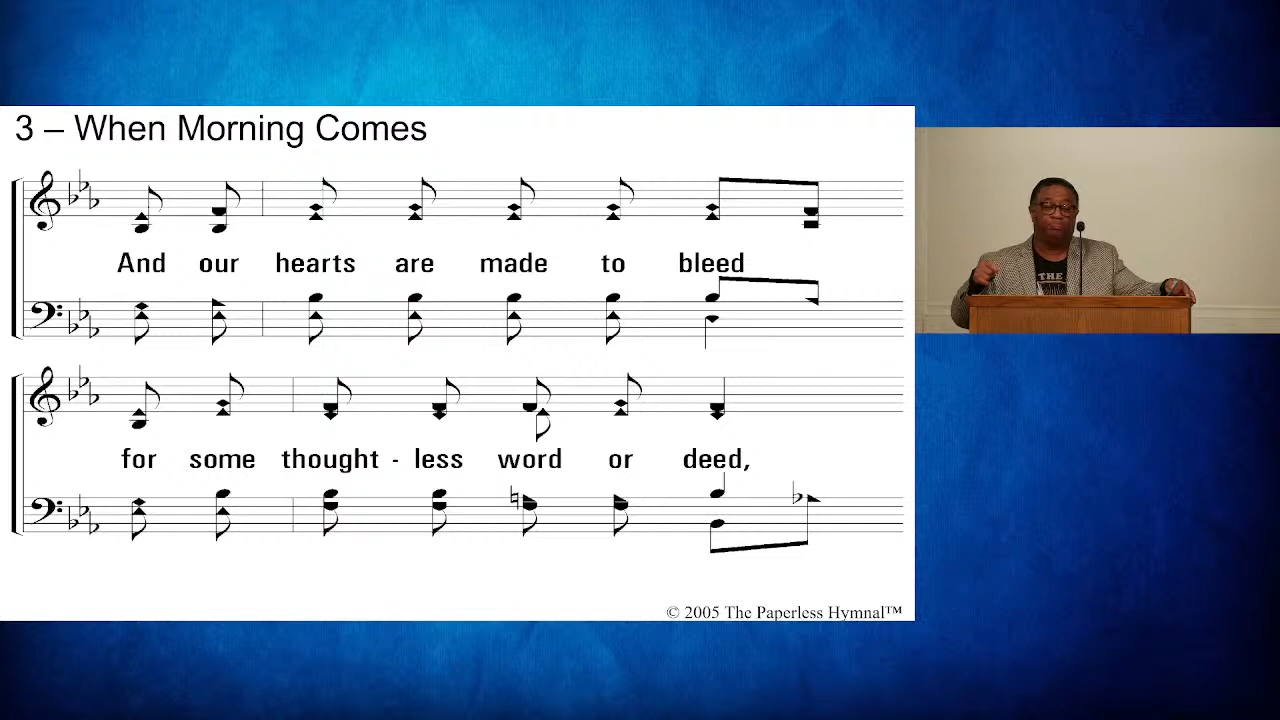 3 – When Morning Comes
And our hearts are made to bleed
for some thought - less word or deed,
© 2005 The Paperless Hymnal™
THE